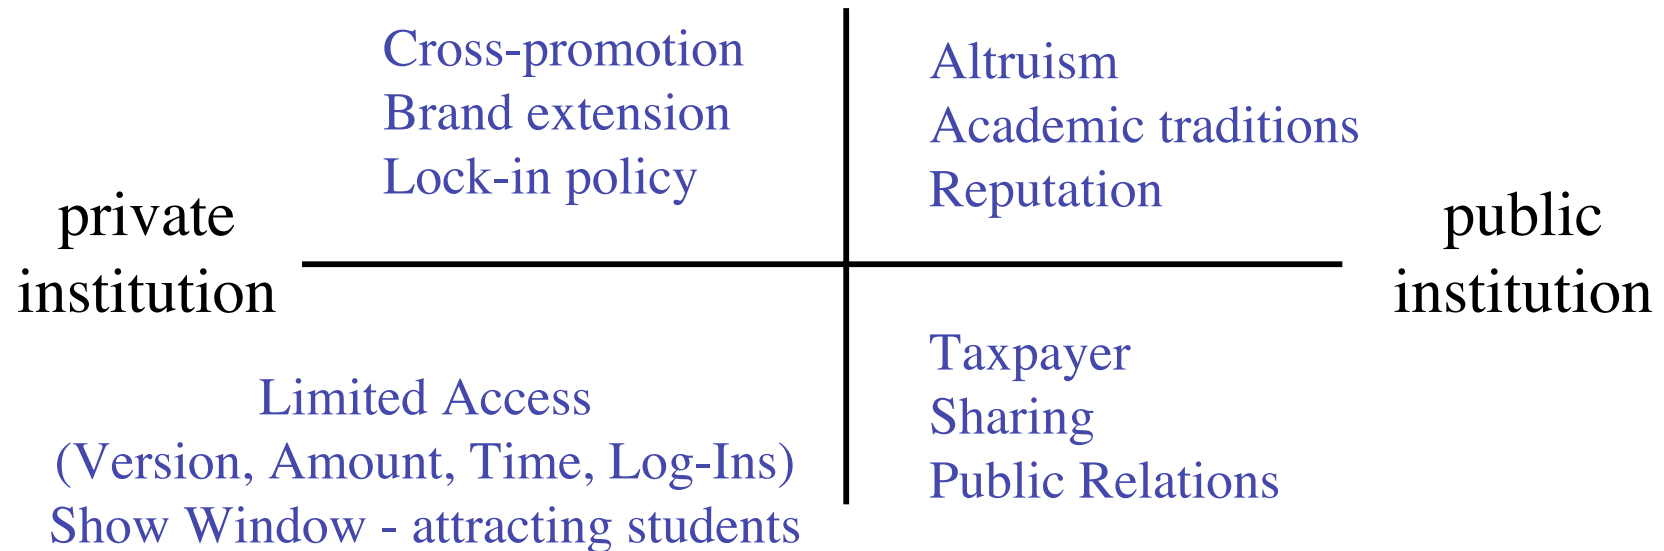 Cross-promotion
Brand extension
Lock-in policy
Altruism
Academic traditions
Reputation
private
institution
public
institution
Limited Access
(Version, Amount, Time, Log-Ins)
Show Window - attracting students
Taxpayer
Sharing
Public Relations